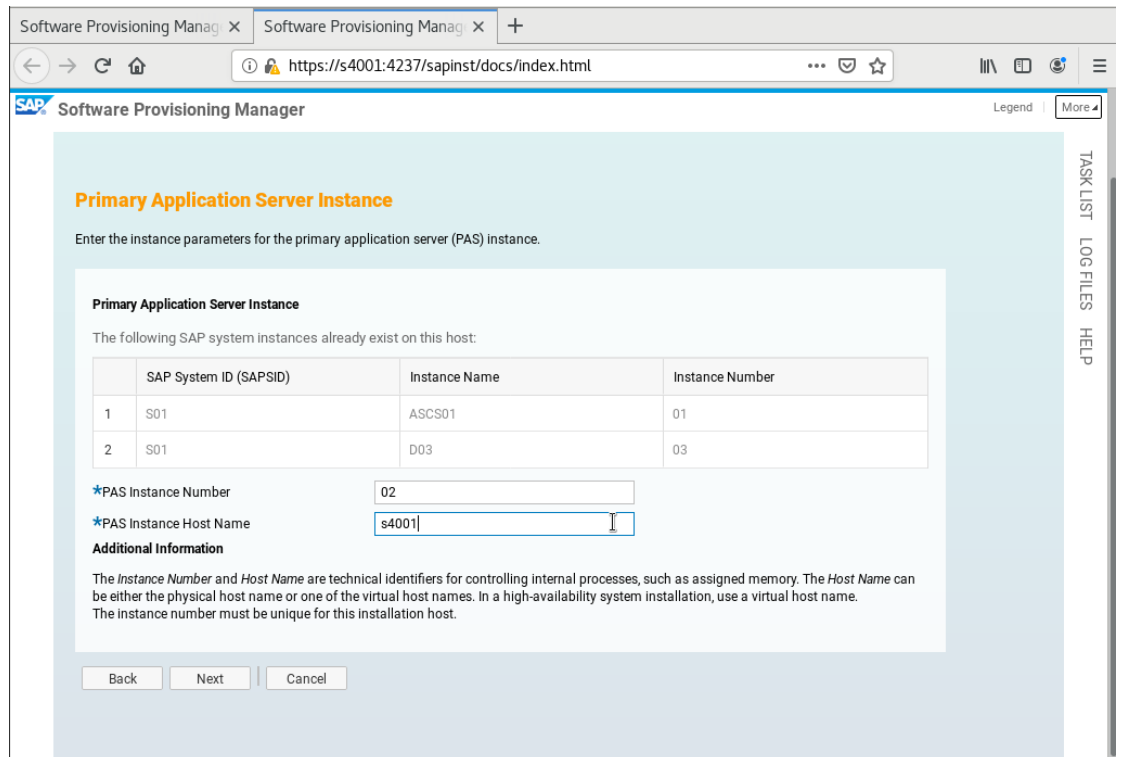 Software Provisioning Manag
Software Provisioning Manag
https://s4001:4237/sapinst/docs/index.html
SAP Software Provisioning Manager
Legend
More
TASK LIST
LOG FILES
HELP
Primary Application Server Instance
Enter the instance parameters for the primary application server (PAS) instance.
Primary Application Server Instance
The following SAP system instances already exist on this host:
SAP System ID (SAPSID) Instance Name Instance Number
1 S01 ASCS01 01
2 S01 D03 03
*PAS Instance Number 02
*PAS Instance Host Name s4001
Additional Information
The Instance Number and Host Name are technical identifiers for controlling internal processes, such as assigned memory. The Host Name can
be either the physical host name or one of the virtual host names. In a high-availability system installation, use a virtual host name.
The instance number must be unique for this installation host.
Back Next Cancel